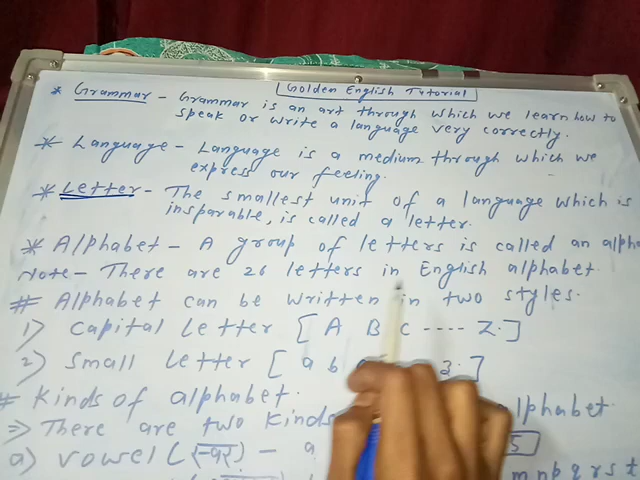 Golden English Tutorial
* Grammar - Grammar is an art through which we learn how to
speak or write a language very correctly.
* Language - Language is a medium through which we
express our feeling.
* Letter - The smallest unit of a language which is
insparable, is called a letter.
* Alphabet - A group of letters is called an alpha
Note - There are 26 letters in English alphabet.
# Alphabet can be written in two styles.
1) Capital letter [ A B C ---- Z.]
2) Small letter [ a b z.]
# Kinds of alphabet.
⇒ There are two Kinds alphabet
a) Vowel (स्वर) - a 5
m n p q r s t